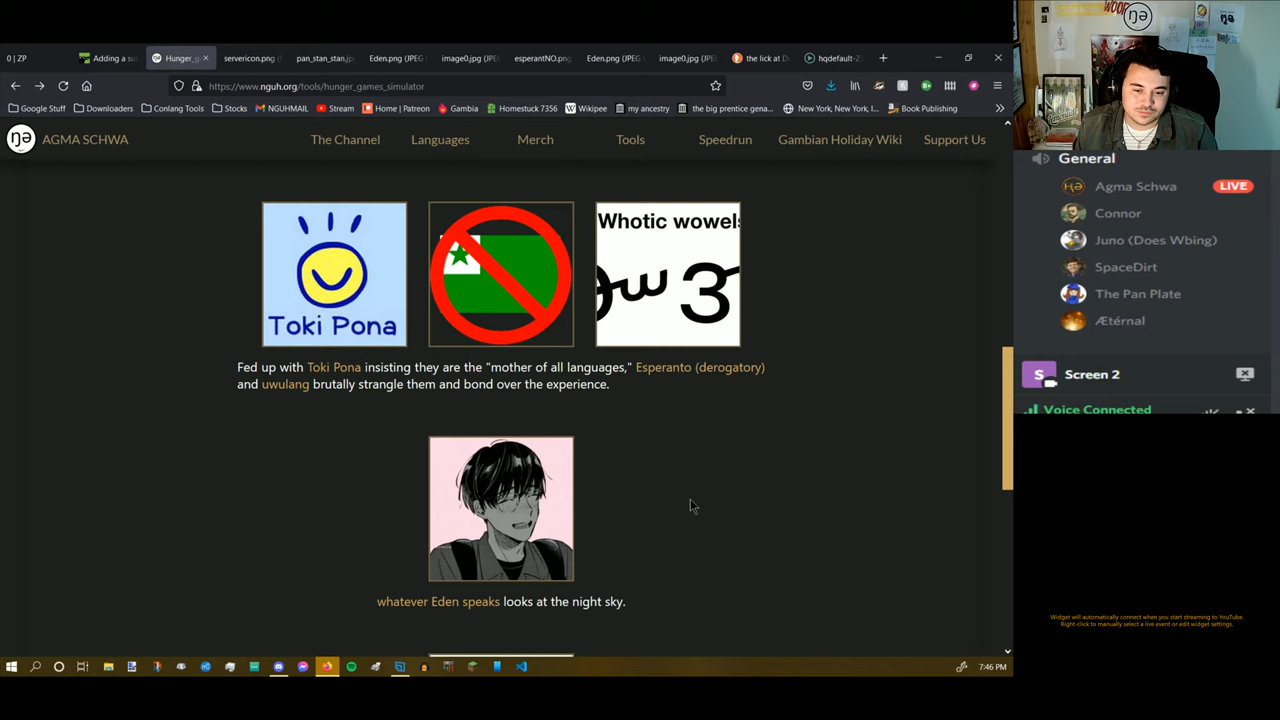 0 | ZP
Adding a su
Hunger_g
servericon.png (
pan_stan_stan.jp
Eden.png (JPEG
image0.jpg (JPE
esperantNO.png
Eden.png (JPEG
image0.jpg (JPE
the lick at D
hqdefault-2
https://www.nguh.org/tools/hunger_games_simulator
Google Stuff
Downloaders
Conlang Tools
Stocks
NGUHMAIL
Stream
Home | Patreon
Gambia
Homestuck 7356
Wikipee
my ancestry
the big prentice gena...
New York, New York, ...
Book Publishing
ŋə
AGMA SCHWA
The Channel
Languages
Merch
Tools
Speedrun
Gambian Holiday Wiki
Support Us
Toki Pona
Whotic wowels
Fed up with Toki Pona insisting they are the "mother of all languages," Esperanto (derogatory)
and uwulang brutally strangle them and bond over the experience.
whatever Eden speaks looks at the night sky.
7:46 PM
ŋə
General
Agma Schwa
LIVE
Connor
Juno (Does Wbing)
SpaceDirt
The Pan Plate
Ætérnal
S
Screen 2
Voice Connected
Widget will automatically connect when you start streaming to YouTube.
Right-click to manually select a live event or edit widget settings.